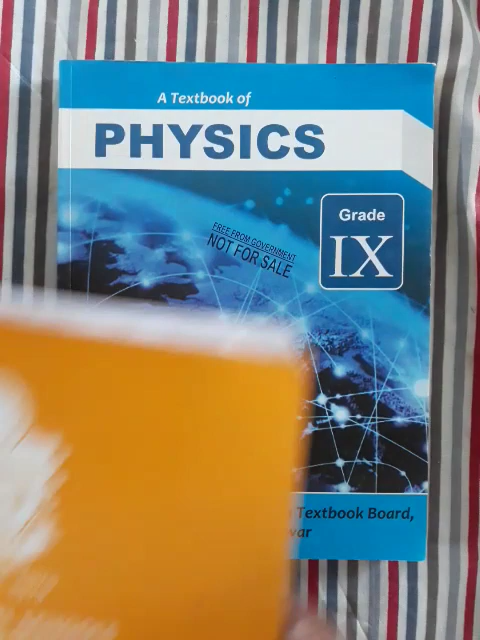 A Textbook of
PHYSICS
Grade
IX
FREE FROM GOVERNMENT
NOT FOR SALE
Textbook Board,